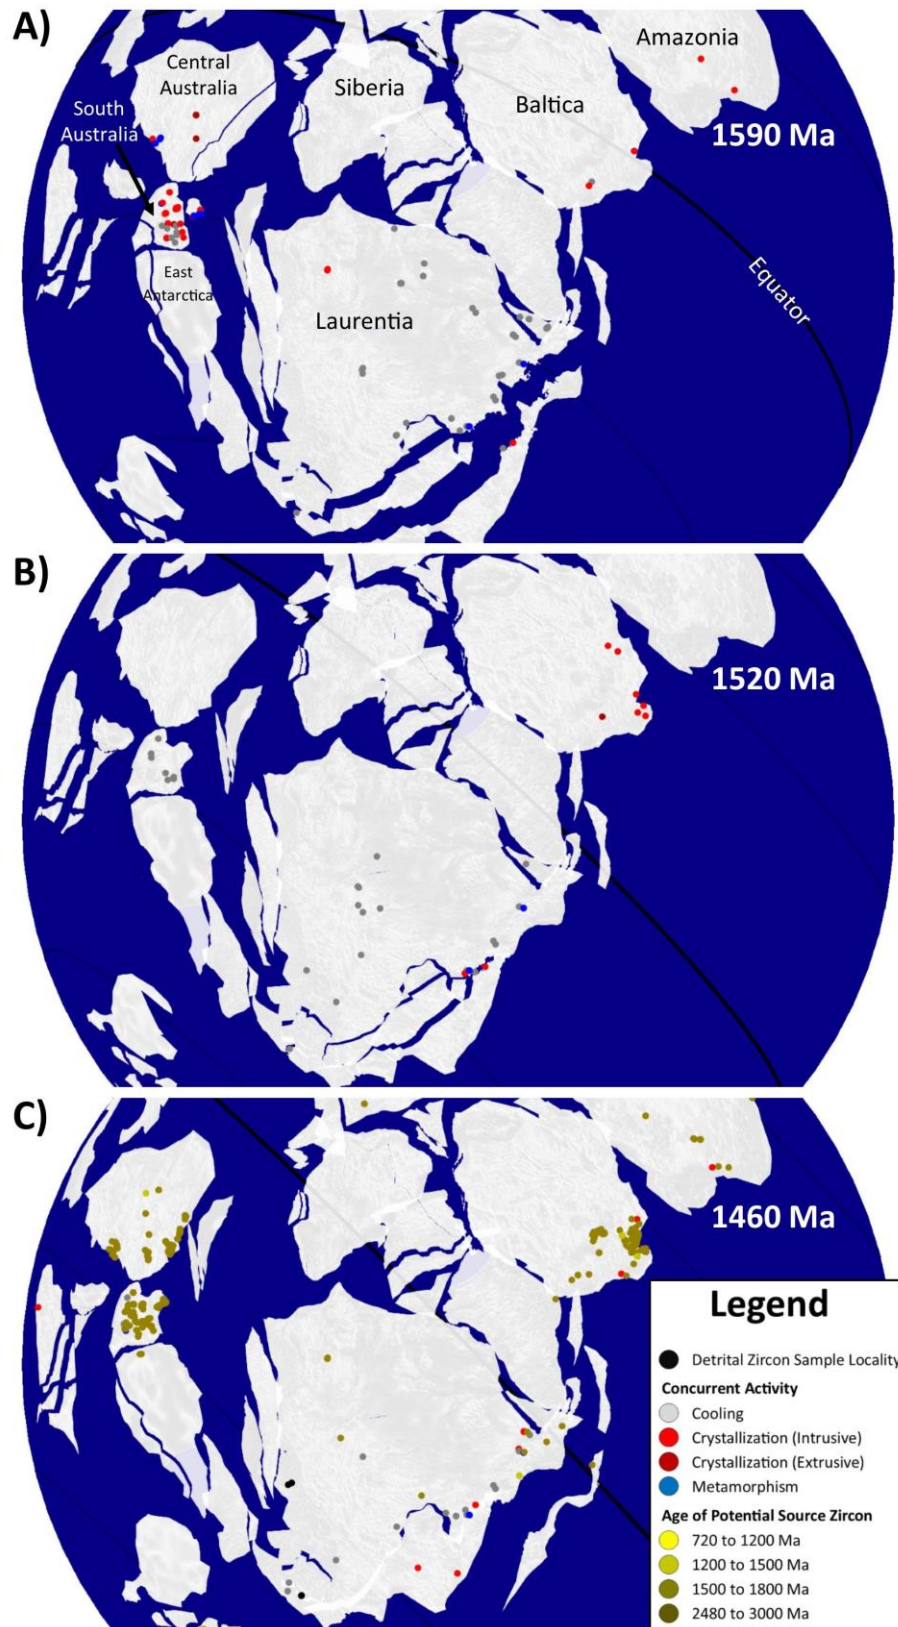 A)
Central
Australia
Siberia
Amazonia
Baltica
South
Australia
1590 Ma
East
Antarctica
Laurentia
Equator
B)
1520 Ma
C)
1460 Ma
Legend
Detrital Zircon Sample Locality
Concurrent Activity
Cooling
Crystallization (Intrusive)
Crystallization (Extrusive)
Metamorphism
Age of Potential Source Zircon
720 to 1200 Ma
1200 to 1500 Ma
1500 to 1800 Ma
2480 to 3000 Ma